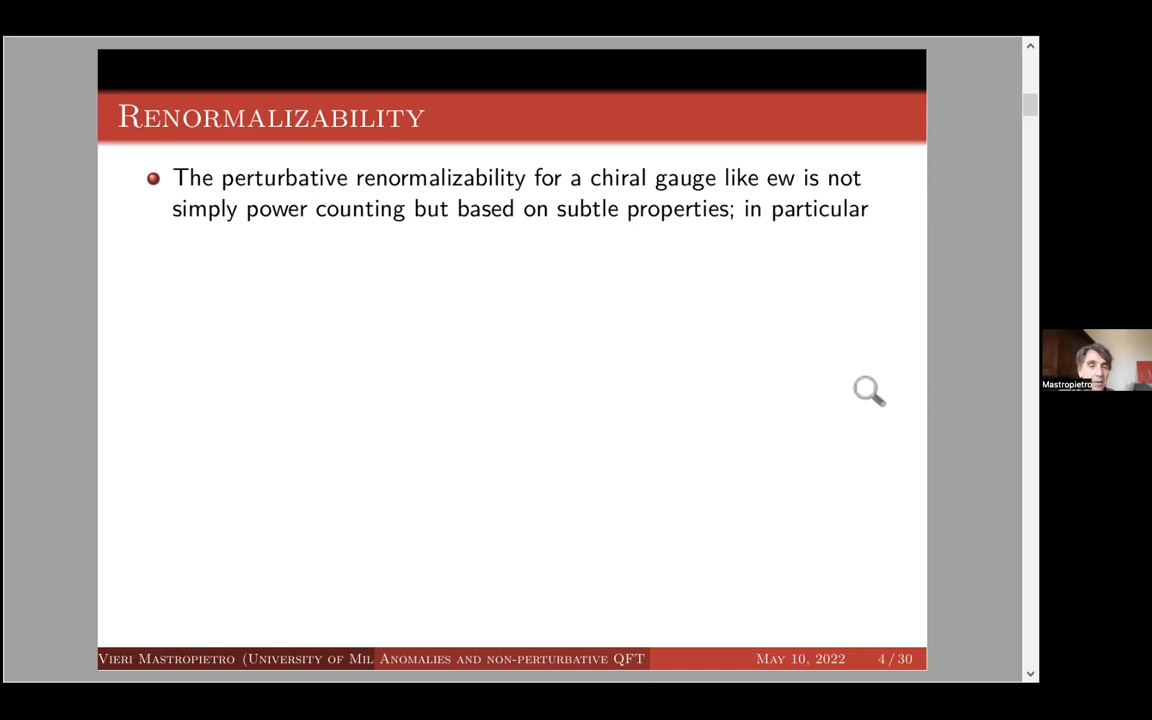 RENORMALIZABILITY
The perturbative renormalizability for a chiral gauge like ew is not
simply power counting but based on subtle properties; in particular
Mastropietro
VIERI MASTROPIETRO (UNIVERSITY OF MIL ANOMALIES AND NON-PERTURBATIVE QFT MAY 10, 2022 4/30